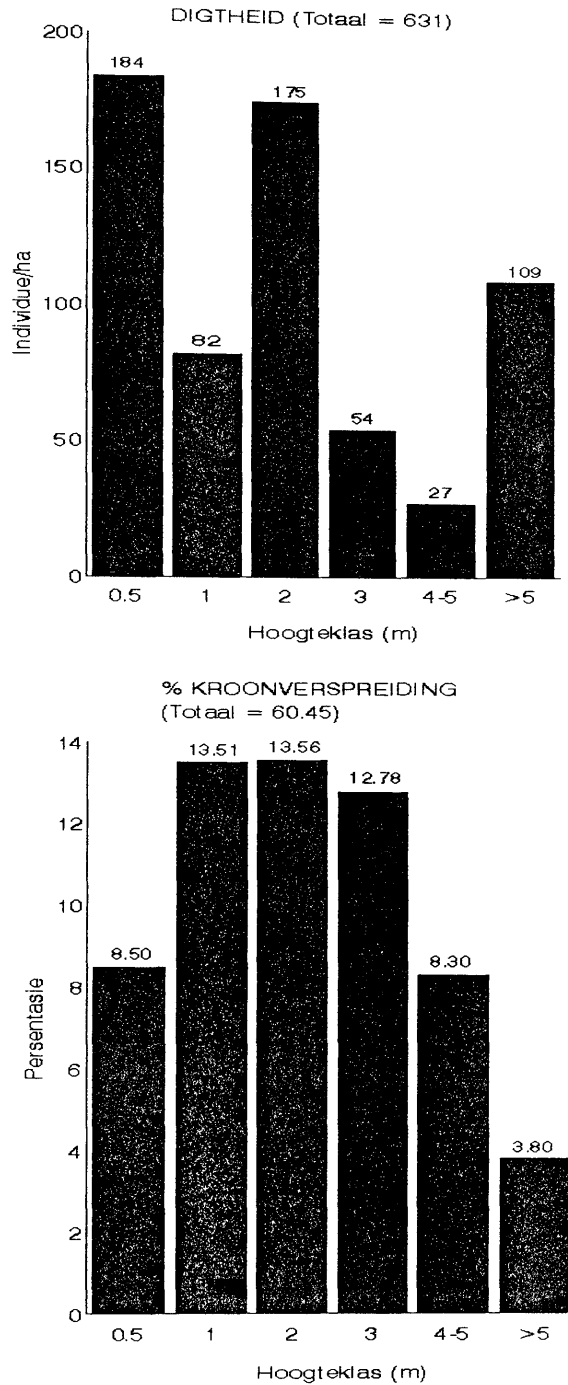 DIGTHEID (Totaal = 631)
200
184
175
150
109
100
82
54
50
27
0
Individue/ha
0.5 1 2 3 4-5 >5
Hoogteklas (m)
% KROONVERSPREIDING
(Totaal = 60.45)
14
13.51
13.56
12.78
12
10
8.50
8.30
8
6
4
3.80
2
0
Persentasie
0.5 1 2 3 4-5 >5
Hoogteklas (m)